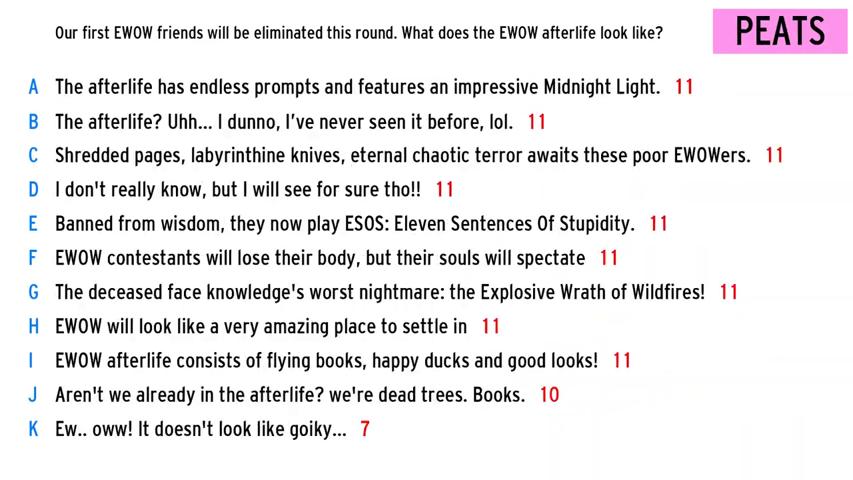 Our first EWOW friends will be eliminated this round. What does the EWOW afterlife look like?
PEATS
A The afterlife has endless prompts and features an impressive Midnight Light. 11
B The afterlife? Uhh... I dunno, I've never seen it before, lol. 11
C Shredded pages, labyrinthine knives, eternal chaotic terror awaits these poor EWOWers. 11
D I don't really know, but I will see for sure tho!! 11
E Banned from wisdom, they now play ESOS: Eleven Sentences Of Stupidity. 11
F EWOW contestants will lose their body, but their souls will spectate 11
G The deceased face knowledge's worst nightmare: the Explosive Wrath of Wildfires! 11
H EWOW will look like a very amazing place to settle in 11
I EWOW afterlife consists of flying books, happy ducks and good looks! 11
J Aren't we already in the afterlife? we're dead trees. Books. 10
K Ew.. oww! It doesn't look like goiky... 7